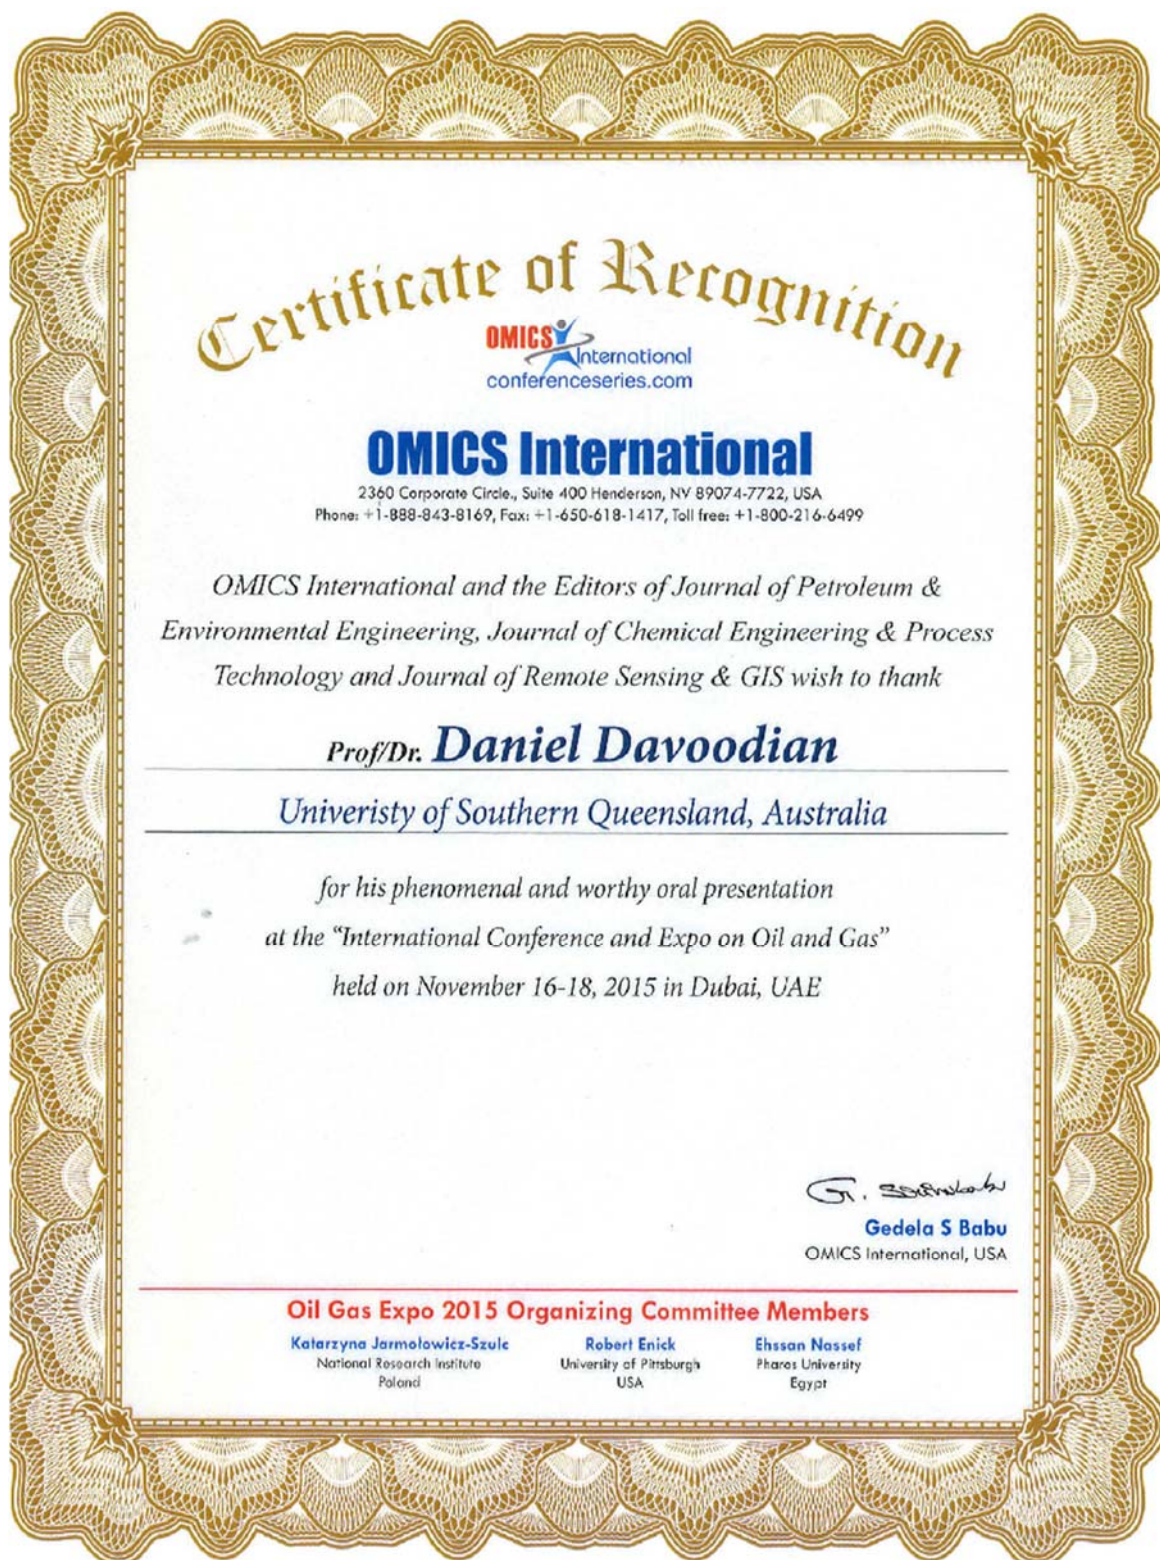 Certificate of Recognition
OMICS
International
conferenceseries.com
OMICS International
2360 Corporate Circle., Suite 400 Henderson, NV 89074-7722, USA
Phone: +1-888-843-8169, Fax: +1-650-618-1417, Toll free: +1-800-216-6499
OMICS International and the Editors of Journal of Petroleum &
Environmental Engineering, Journal of Chemical Engineering & Process
Technology and Journal of Remote Sensing & GIS wish to thank
Prof/Dr. Daniel Davoodian
Univeristy of Southern Queensland, Australia
for his phenomenal and worthy oral presentation
at the “International Conference and Expo on Oil and Gas”
held on November 16-18, 2015 in Dubai, UAE
Gedela S Babu
OMICS International, USA
Oil Gas Expo 2015 Organizing Committee Members
Katarzyna Jarmołowicz-Szulc Robert Enick Ehssan Nassef
National Research Institute University of Pittsburgh Pharos University
Poland USA Egypt